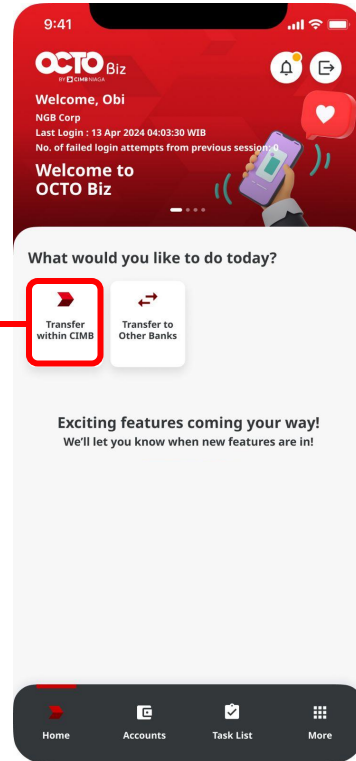 9:41
OCTO Biz
BY CIMB NIAGA
Welcome, Obi
NGB Corp
Last Login : 13 Apr 2024 04:03:30 WIB
No. of failed login attempts from previous session: 0
Welcome to
OCTO Biz
What would you like to do today?
Transfer
within CIMB
Transfer to
Other Banks
Exciting features coming your way!
We'll let you know when new features are in!
Home
Accounts
Task List
More